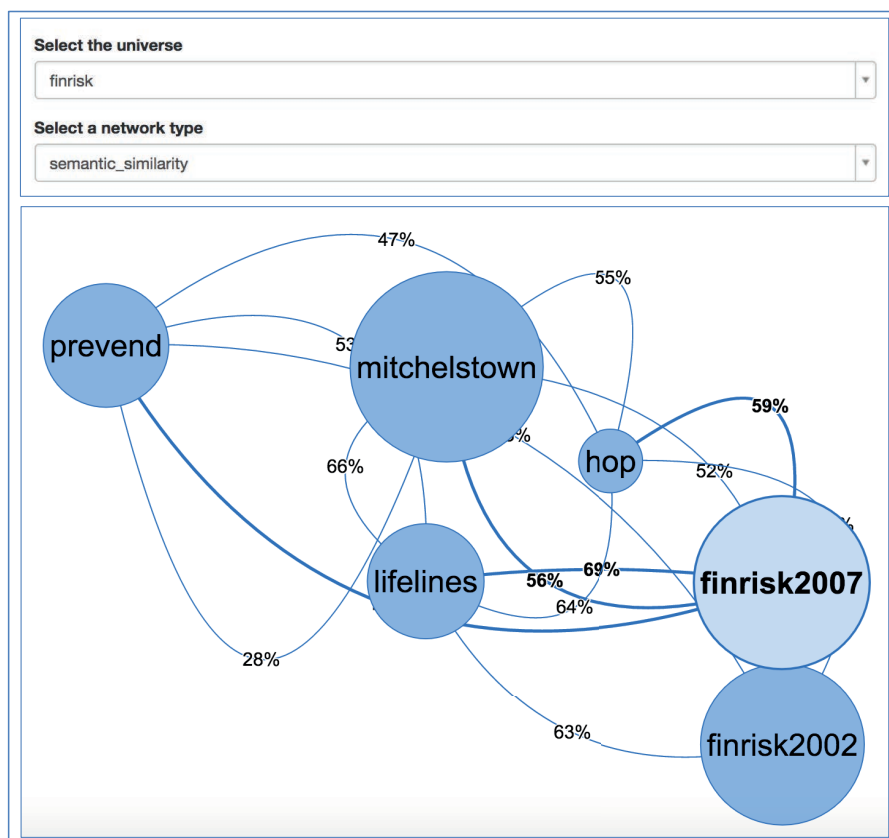 Select the universe
finrisk
Select a network type
semantic_similarity
47%
55%
prevend
mitchelstown
59%
hop
66%
52%
lifelines
56%
69%
finrisk2007
64%
28%
63%
finrisk2002